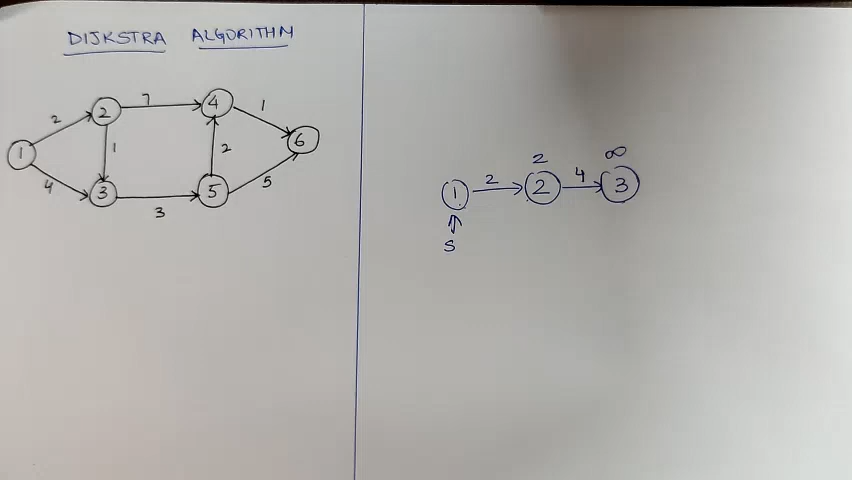 DIJKSTRA ALGORITHM
2 7 4 1
2
1 1 2 6
4 3 5 5
3
2 ∞
1 2 2 4 3
S